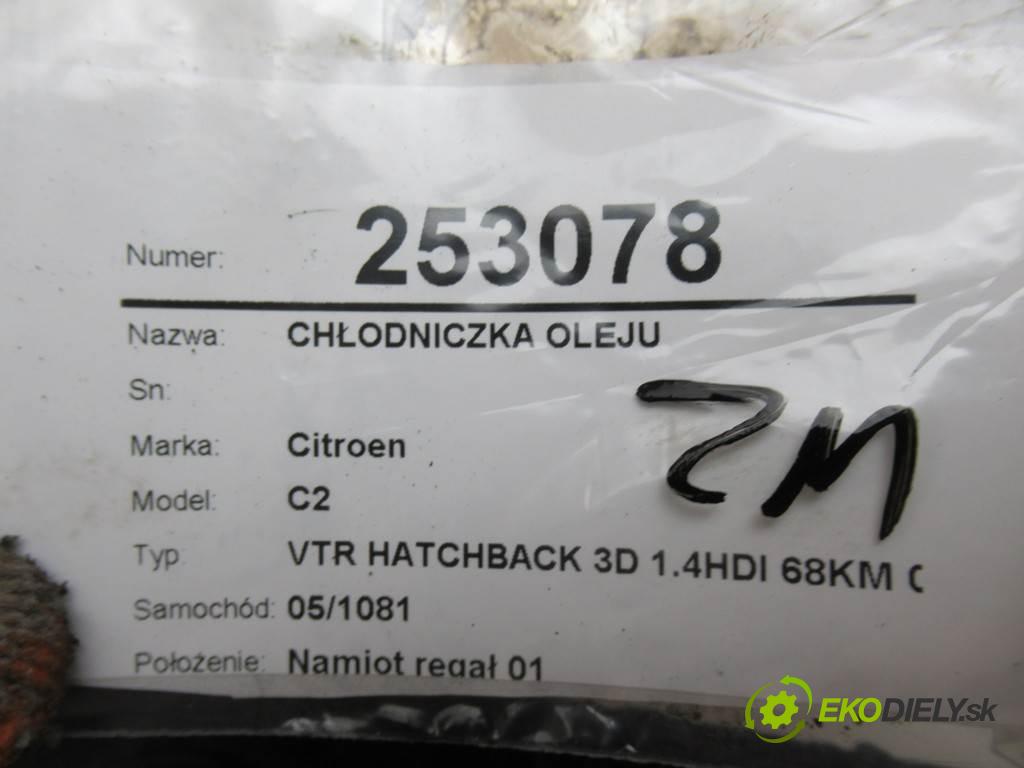 Numer: 253078
Nazwa: CHŁODNICZKA OLEJU
Sn:
Marka: Citroen
Model: C2
Typ: VTR HATCHBACK 3D 1.4HDI 68KM
Samochód: 05/1081
Położenie: Namiot regał 01
EKODIELY.sk